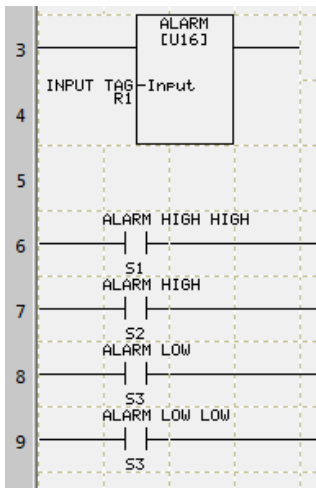 ALARM
[U16]
3
INPUT TAG Input
R1
4
5
ALARM HIGH HIGH
6
S1
ALARM HIGH
7
S2
ALARM LOW
8
S3
ALARM LOW LOW
9
S3